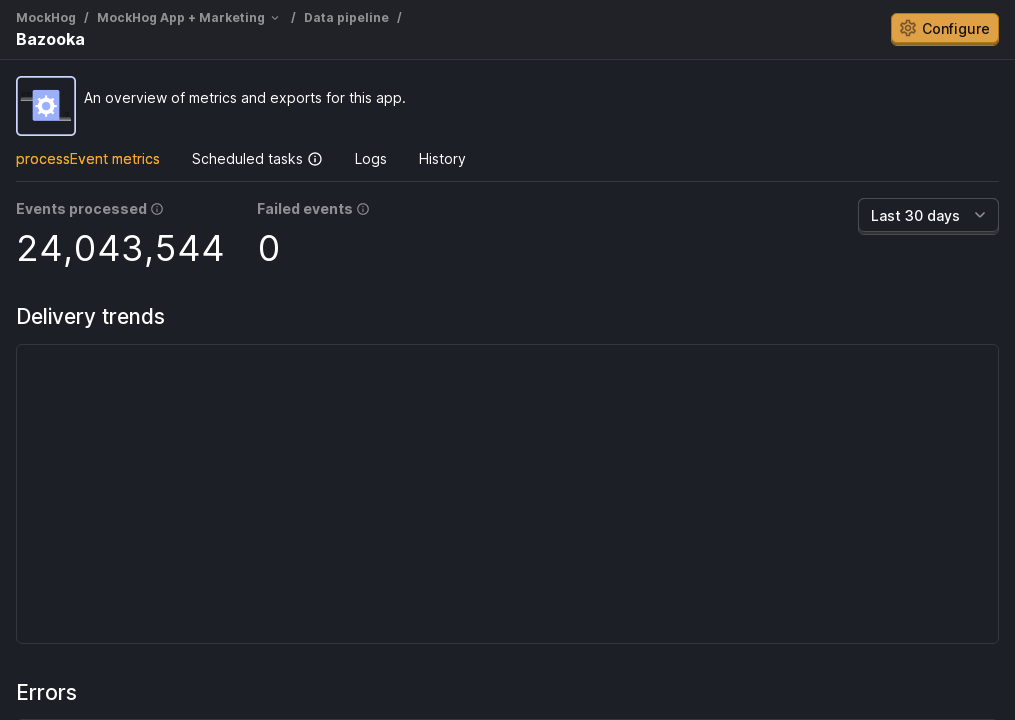 MockHog / MockHog App + Marketing / Data pipeline /
Bazooka
Configure
An overview of metrics and exports for this app.
processEvent metrics Scheduled tasks Logs History
Events processed Failed events
24,043,544 0
Last 30 days
Delivery trends
Errors